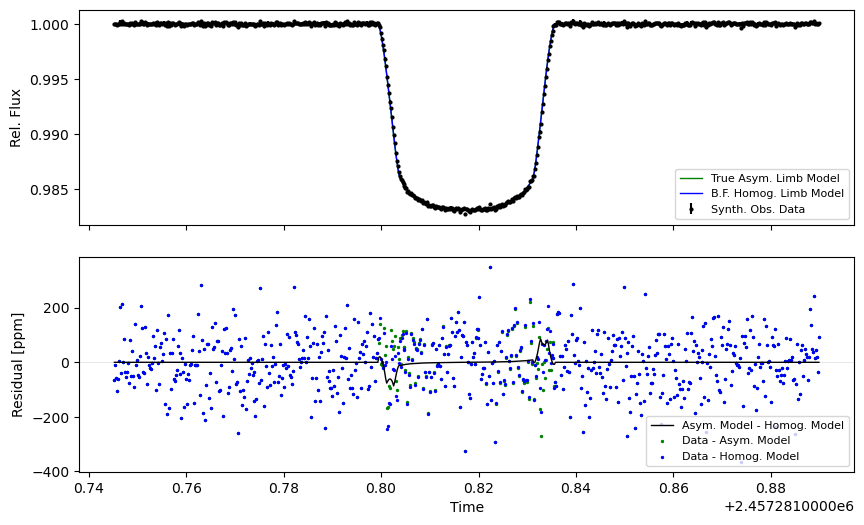 1.000
0.995
0.990
0.985
Rel. Flux
True Asym. Limb Model
B.F. Homog. Limb Model
Synth. Obs. Data
200
0
−200
−400
Residual [ppm]
Asym. Model - Homog. Model
Data - Asym. Model
Data - Homog. Model
0.74 0.76 0.78 0.80 0.82 0.84 0.86 0.88
Time
+2.4572810000e6